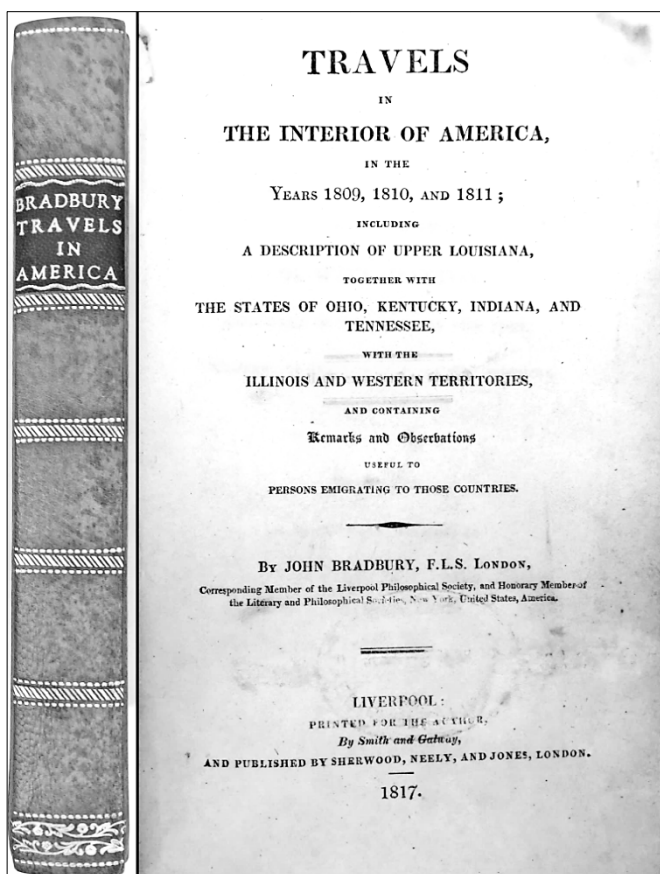 BRADBURY
TRAVELS
IN
AMERICA
TRAVELS
IN
THE INTERIOR OF AMERICA,
IN THE
YEARS 1809, 1810, AND 1811 ;
INCLUDING
A DESCRIPTION OF UPPER LOUISIANA,
TOGETHER WITH
THE STATES OF OHIO, KENTUCKY, INDIANA, AND
TENNESSEE,
WITH THE
ILLINOIS AND WESTERN TERRITORIES,
AND CONTAINING
Remarks and Observations
USEFUL TO
PERSONS EMIGRATING TO THOSE COUNTRIES.
BY JOHN BRADBURY, F.L.S. LONDON,
Corresponding Member of the Liverpool Philosophical Society, and Honorary Member of
the Literary and Philosophical Societies, New York, United States, America.
LIVERPOOL :
PRINTED FOR THE AUTHOR,
By Smith and Galway,
AND PUBLISHED BY SHERWOOD, NEELY, AND JONES, LONDON.
1817.